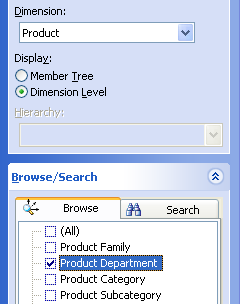 Dimension:
Product
Display:
Member Tree
Dimension Level
Hierarchy:
Browse/Search
Browse Search
(All)
Product Family
Product Department
Product Category
Product Subcategory